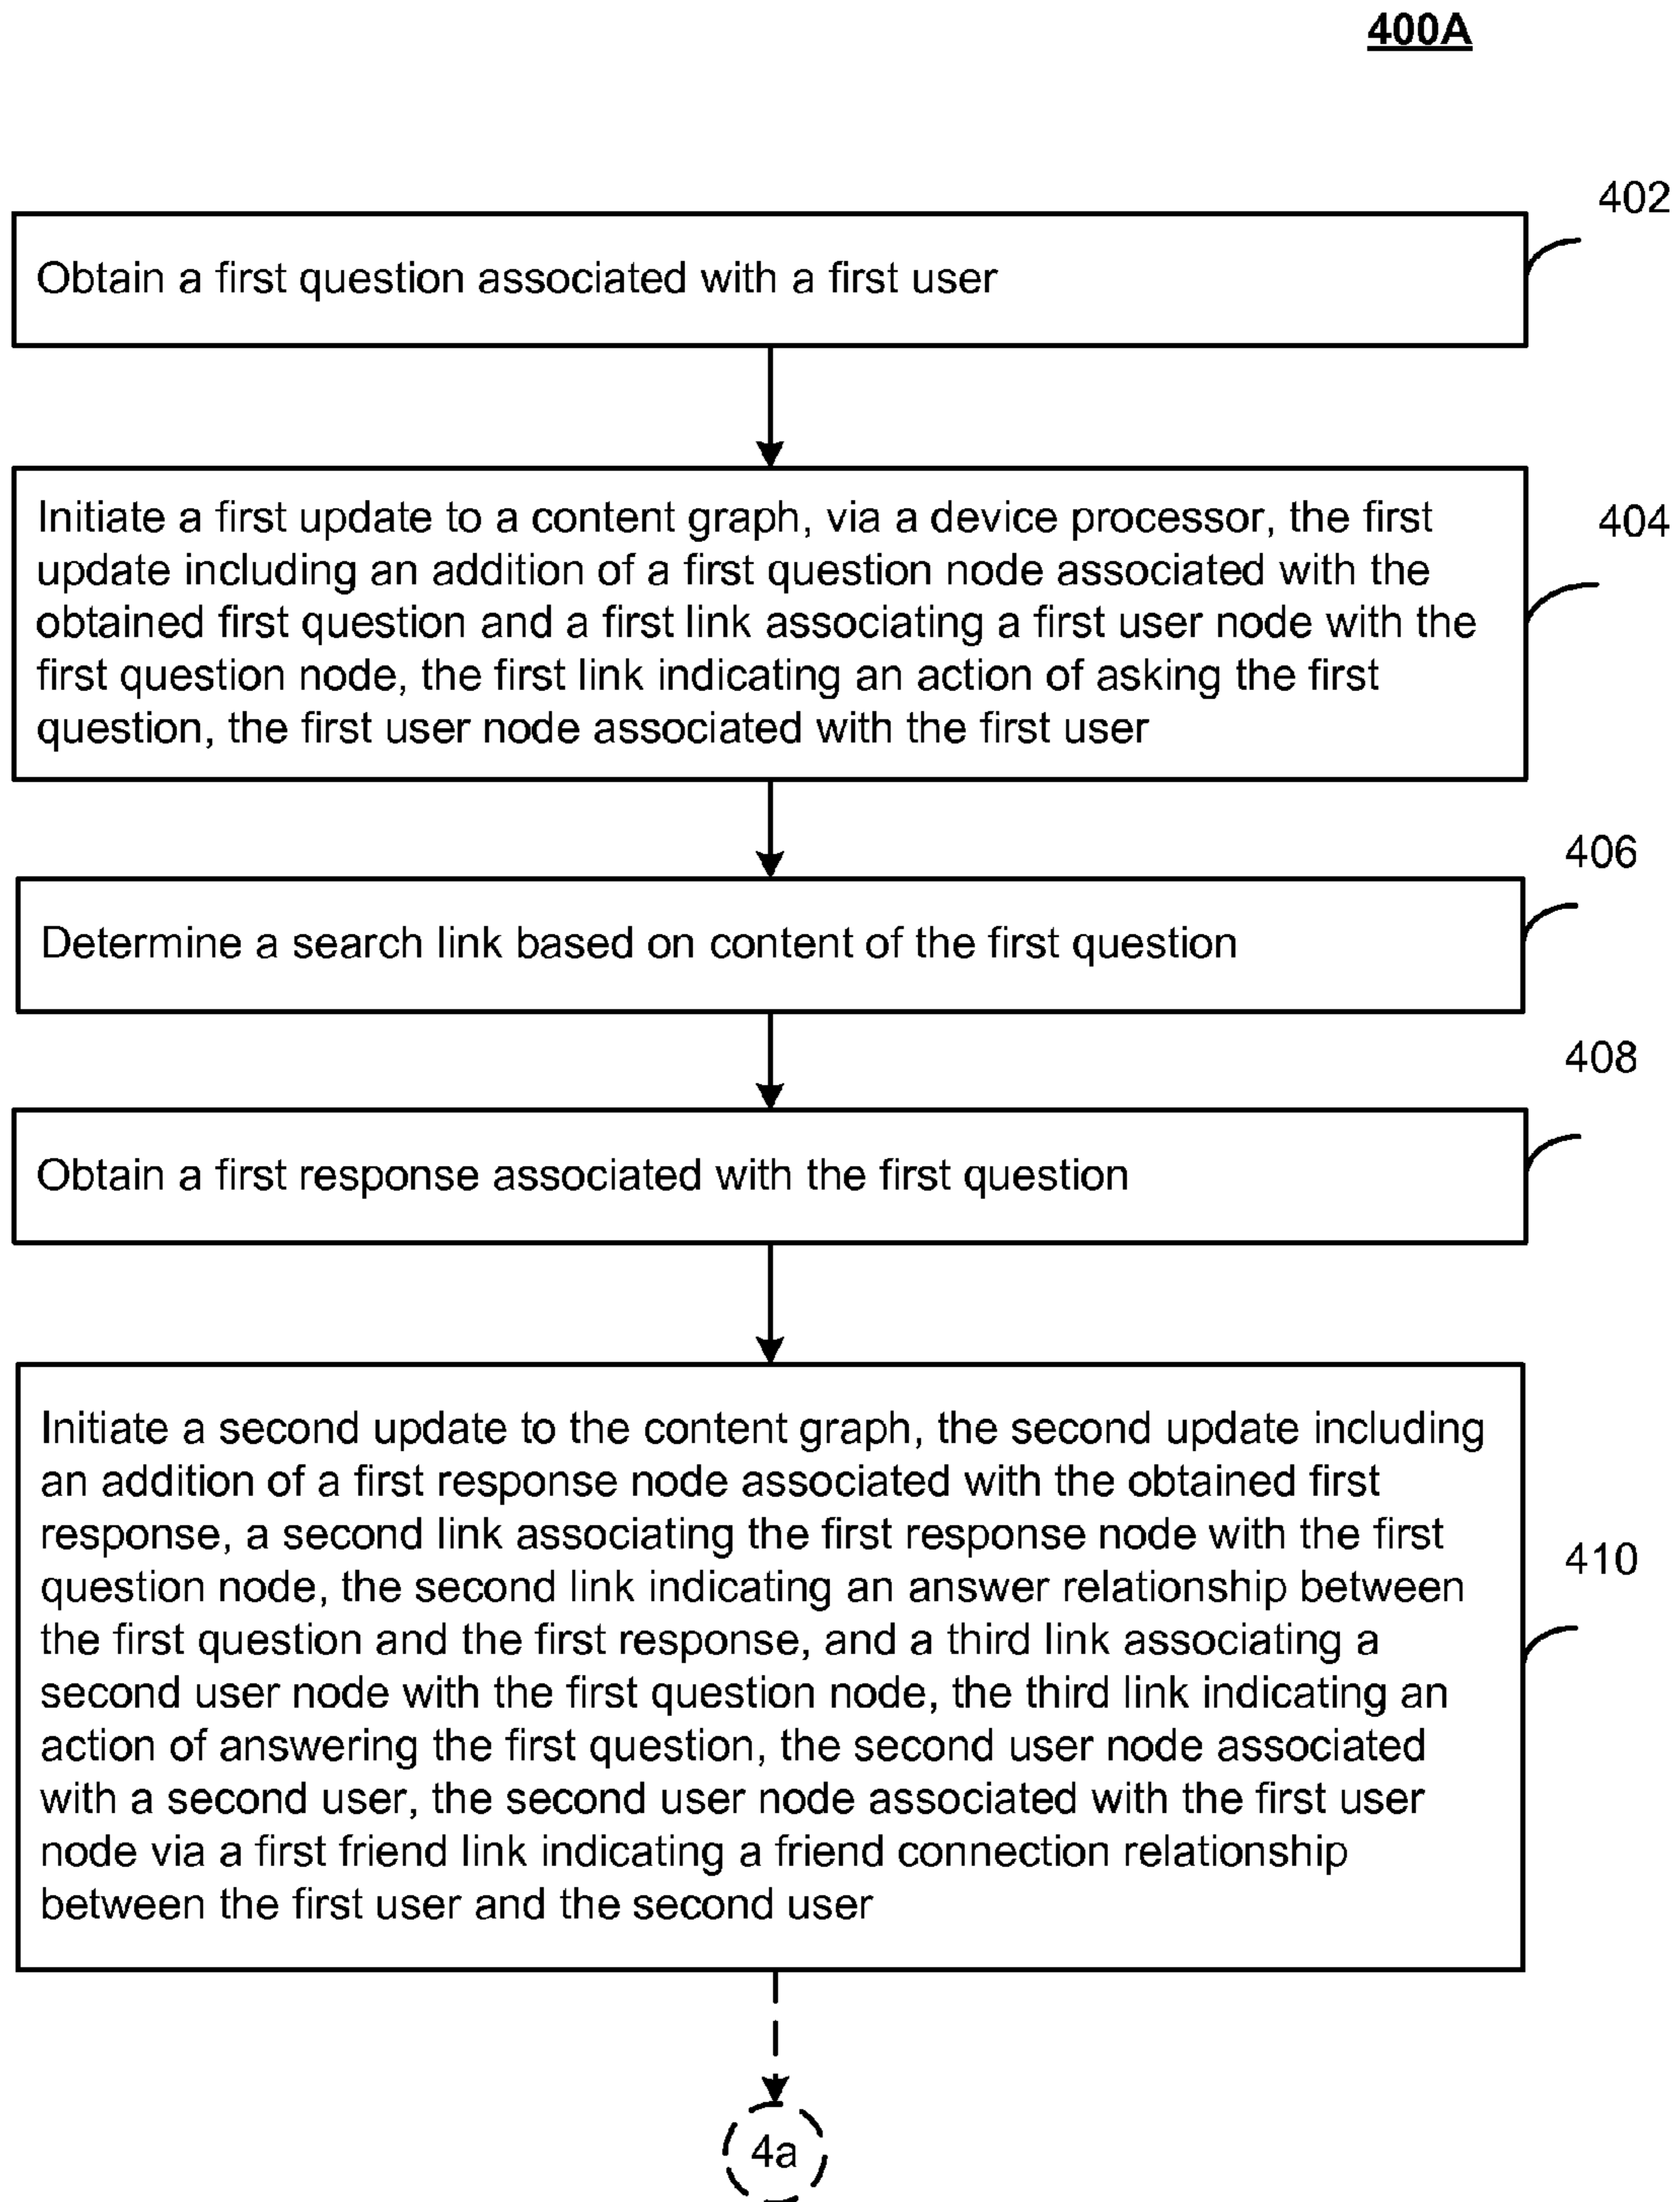 400A
402
Obtain a first question associated with a first user
404
Initiate a first update to a content graph, via a device processor, the first
update including an addition of a first question node associated with the
obtained first question and a first link associating a first user node with the
first question node, the first link indicating an action of asking the first
question, the first user node associated with the first user
406
Determine a search link based on content of the first question
408
Obtain a first response associated with the first question
410
Initiate a second update to the content graph, the second update including
an addition of a first response node associated with the obtained first
response, a second link associating the first response node with the first
question node, the second link indicating an answer relationship between
the first question and the first response, and a third link associating a
second user node with the first question node, the third link indicating an
action of answering the first question, the second user node associated
with a second user, the second user node associated with the first user
node via a first friend link indicating a friend connection relationship
between the first user and the second user
4a